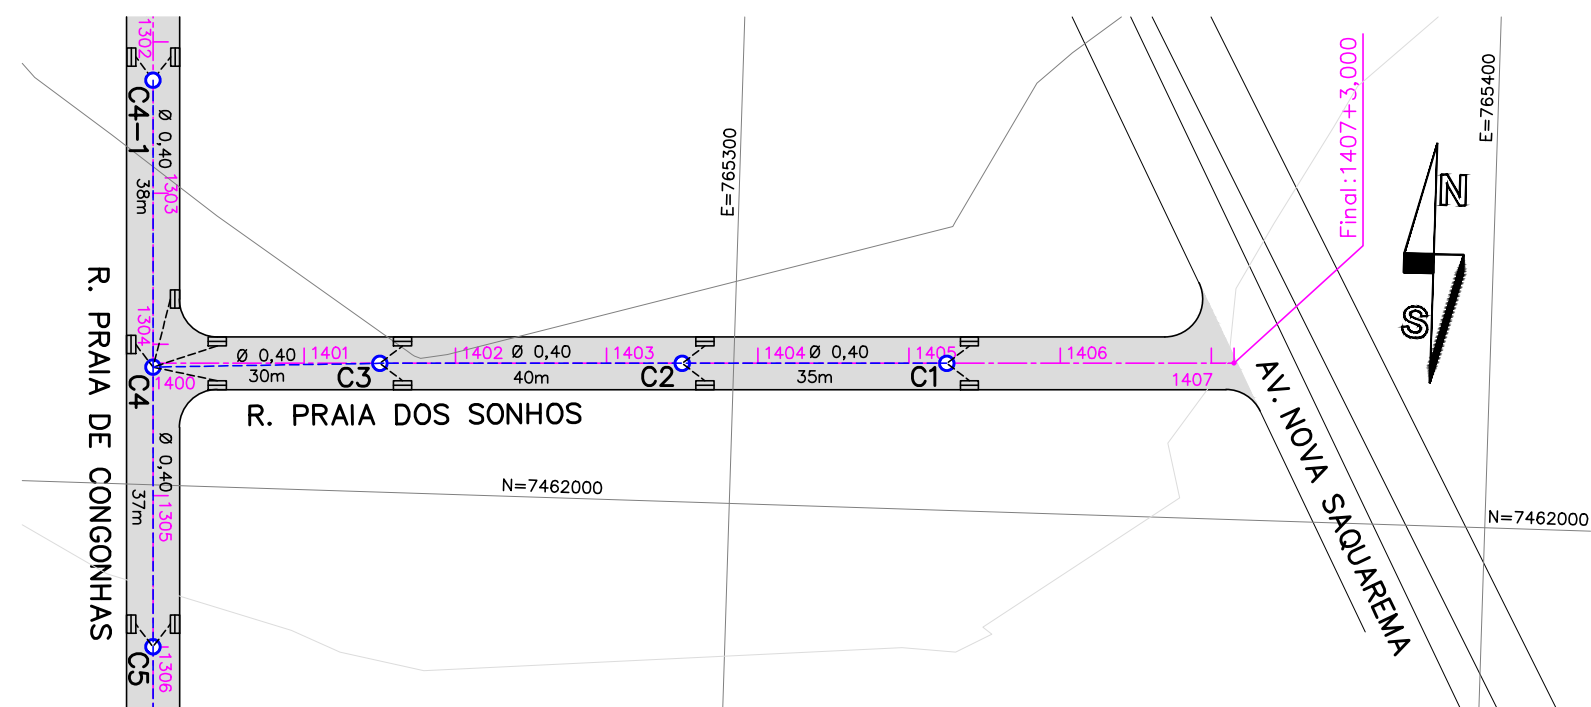 1302
C4-1
Ø 0,40
38m
1303
R. PRAIA DE CONGONHAS
1304
C4
1400
Ø 0,40
30m
1401
C3
1402
Ø 0,40
40m
1403
C2
1404
Ø 0,40
35m
1405
C1
1406
1407
R. PRAIA DOS SONHOS
Ø 0,40
37m
1305
C5
1306
N=7462000
E=765300
Final:1407+3,000
E=765400
N
S
AV. NOVA SAQUAREMA
N=7462000